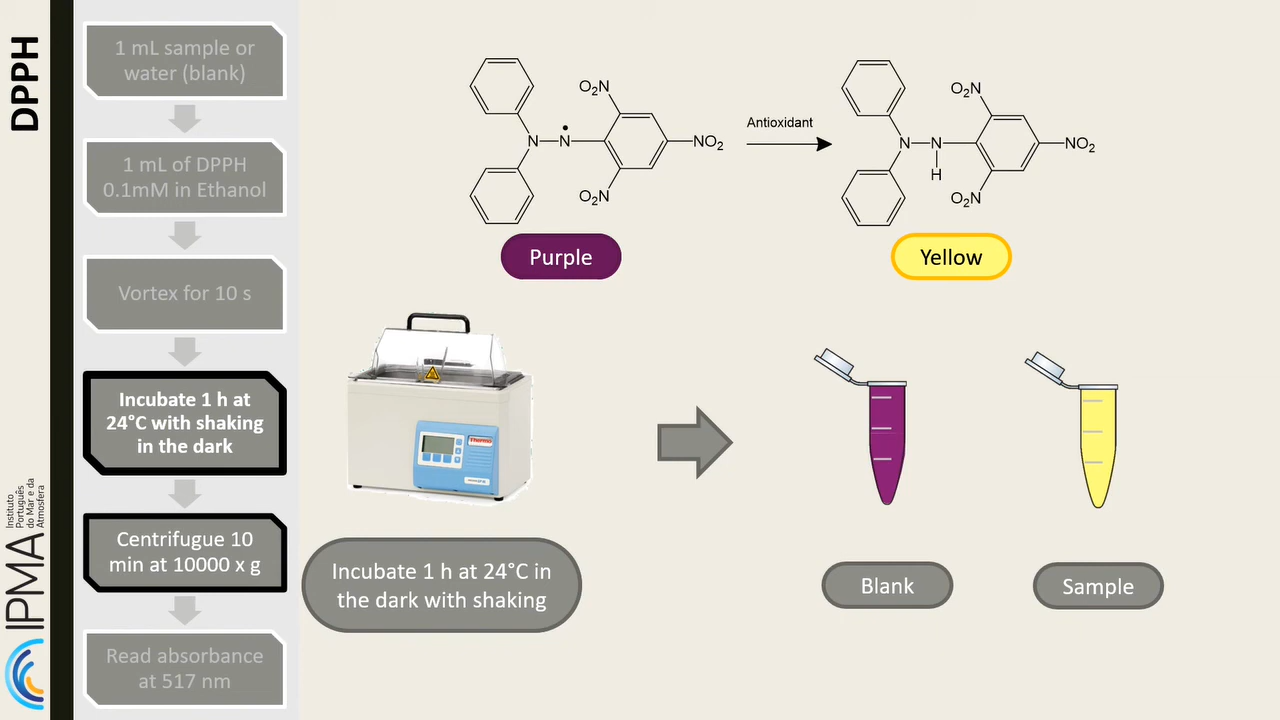 DPPH
1 mL sample or
water (blank)
1 mL of DPPH
0.1mM in Ethanol
Vortex for 10 s
Incubate 1 h at
24°C with shaking
in the dark
Centrifugue 10
min at 10000 x g
Read absorbance
at 517 nm
IPMA
Instituto
Português
do Mar e da
Atmosfera
O₂N
N
N
NO₂
O₂N
Purple
Antioxidant
O₂N
N
N
H
NO₂
O₂N
Yellow
Thermo
Incubate 1 h at 24°C in
the dark with shaking
Blank
Sample